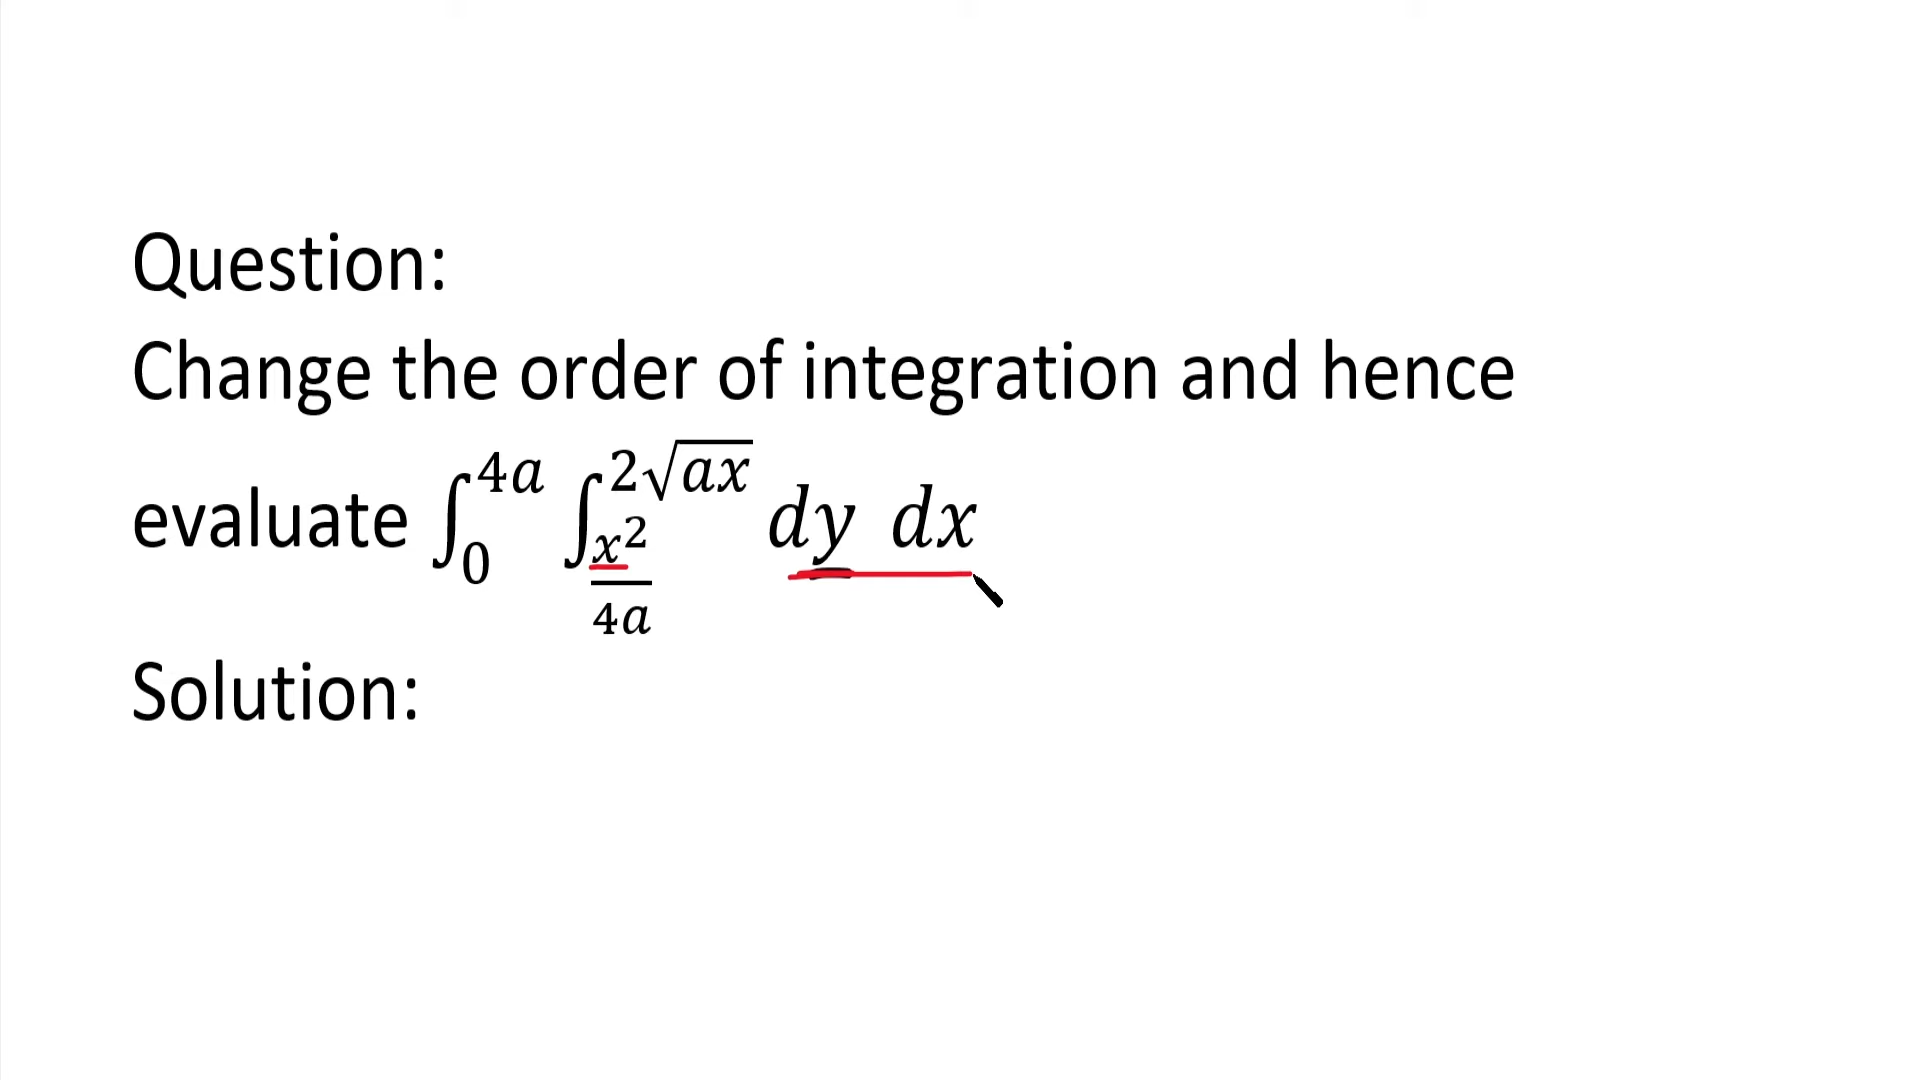 Question:
Change the order of integration and hence
evaluate ∫₀^{4a} ∫_{x²/4a}^{2√(ax)} dy dx
Solution: